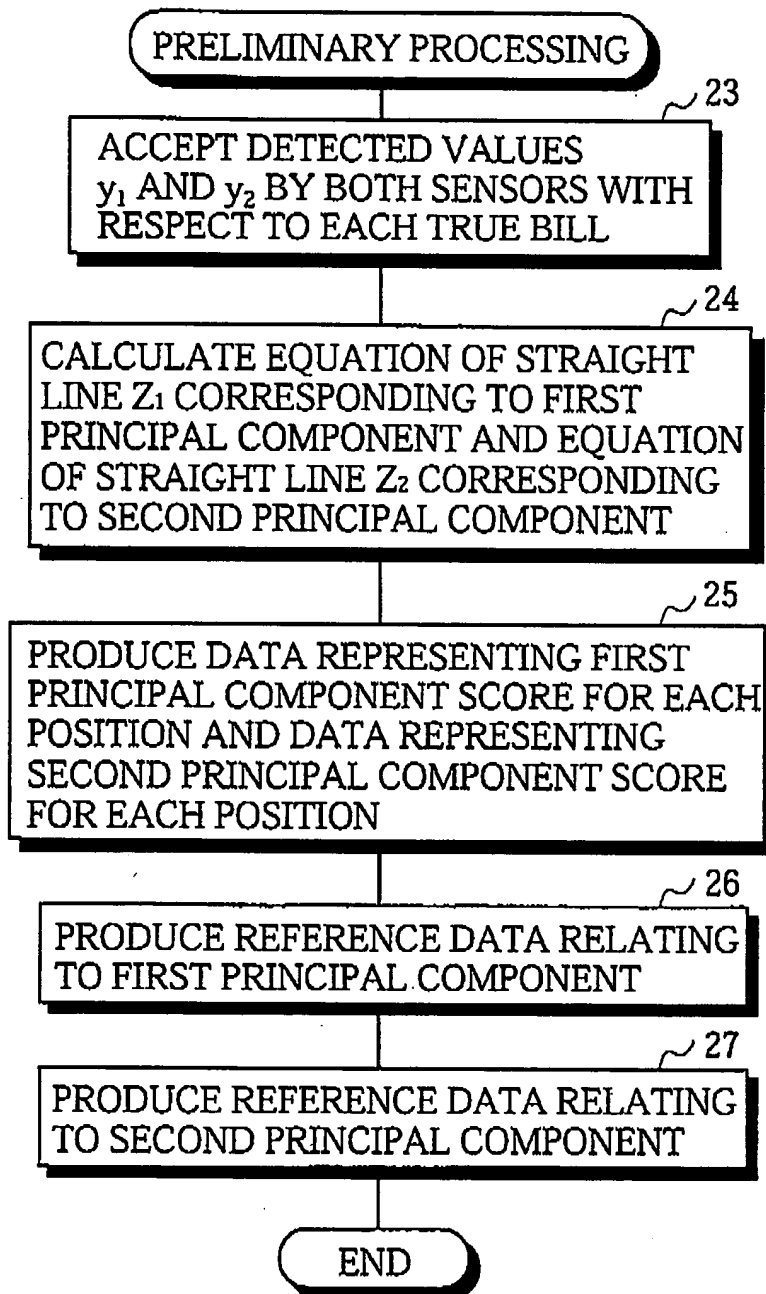 PRELIMINARY PROCESSING
23
ACCEPT DETECTED VALUES
y₁ AND y₂ BY BOTH SENSORS WITH
RESPECT TO EACH TRUE BILL
24
CALCULATE EQUATION OF STRAIGHT
LINE Z₁ CORRESPONDING TO FIRST
PRINCIPAL COMPONENT AND EQUATION
OF STRAIGHT LINE Z₂ CORRESPONDING
TO SECOND PRINCIPAL COMPONENT
25
PRODUCE DATA REPRESENTING FIRST
PRINCIPAL COMPONENT SCORE FOR EACH
POSITION AND DATA REPRESENTING
SECOND PRINCIPAL COMPONENT SCORE
FOR EACH POSITION
26
PRODUCE REFERENCE DATA RELATING
TO FIRST PRINCIPAL COMPONENT
27
PRODUCE REFERENCE DATA RELATING
TO SECOND PRINCIPAL COMPONENT
END